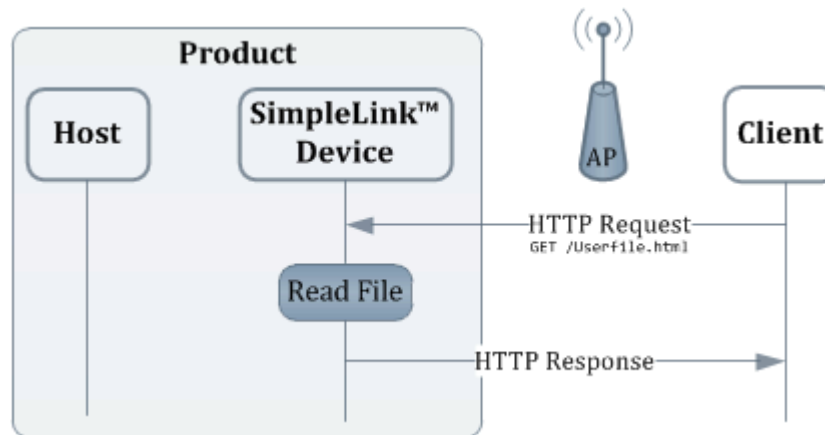 Product
Host
SimpleLink™
Device
AP
Client
HTTP Request
GET /Userfile.html
Read File
HTTP Response